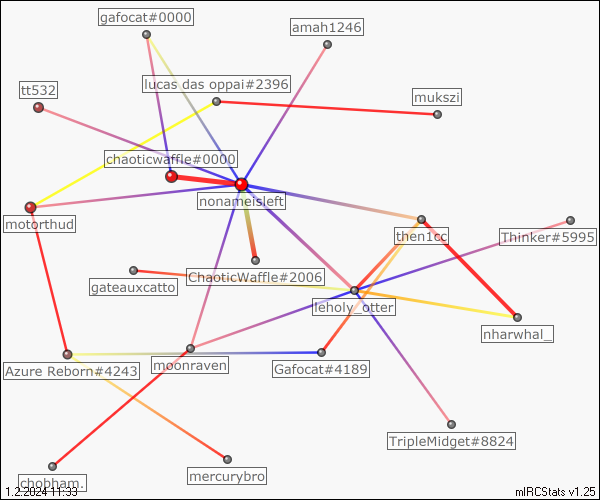 gafocat#0000
amah1246
tt532
lucas das oppai#2396
mukszi
chaoticwaffle#0000
nonameisleft
motorthud
then1cc
Thinker#5995
ChaoticWaffle#2006
gateauxcatto
leholy_otter
nharwhal_
Azure Reborn#4243
moonraven
Gafocat#4189
TripleMidget#8824
chobham.
mercurybro
1.2.2024 11:33
mIRCStats v1.25